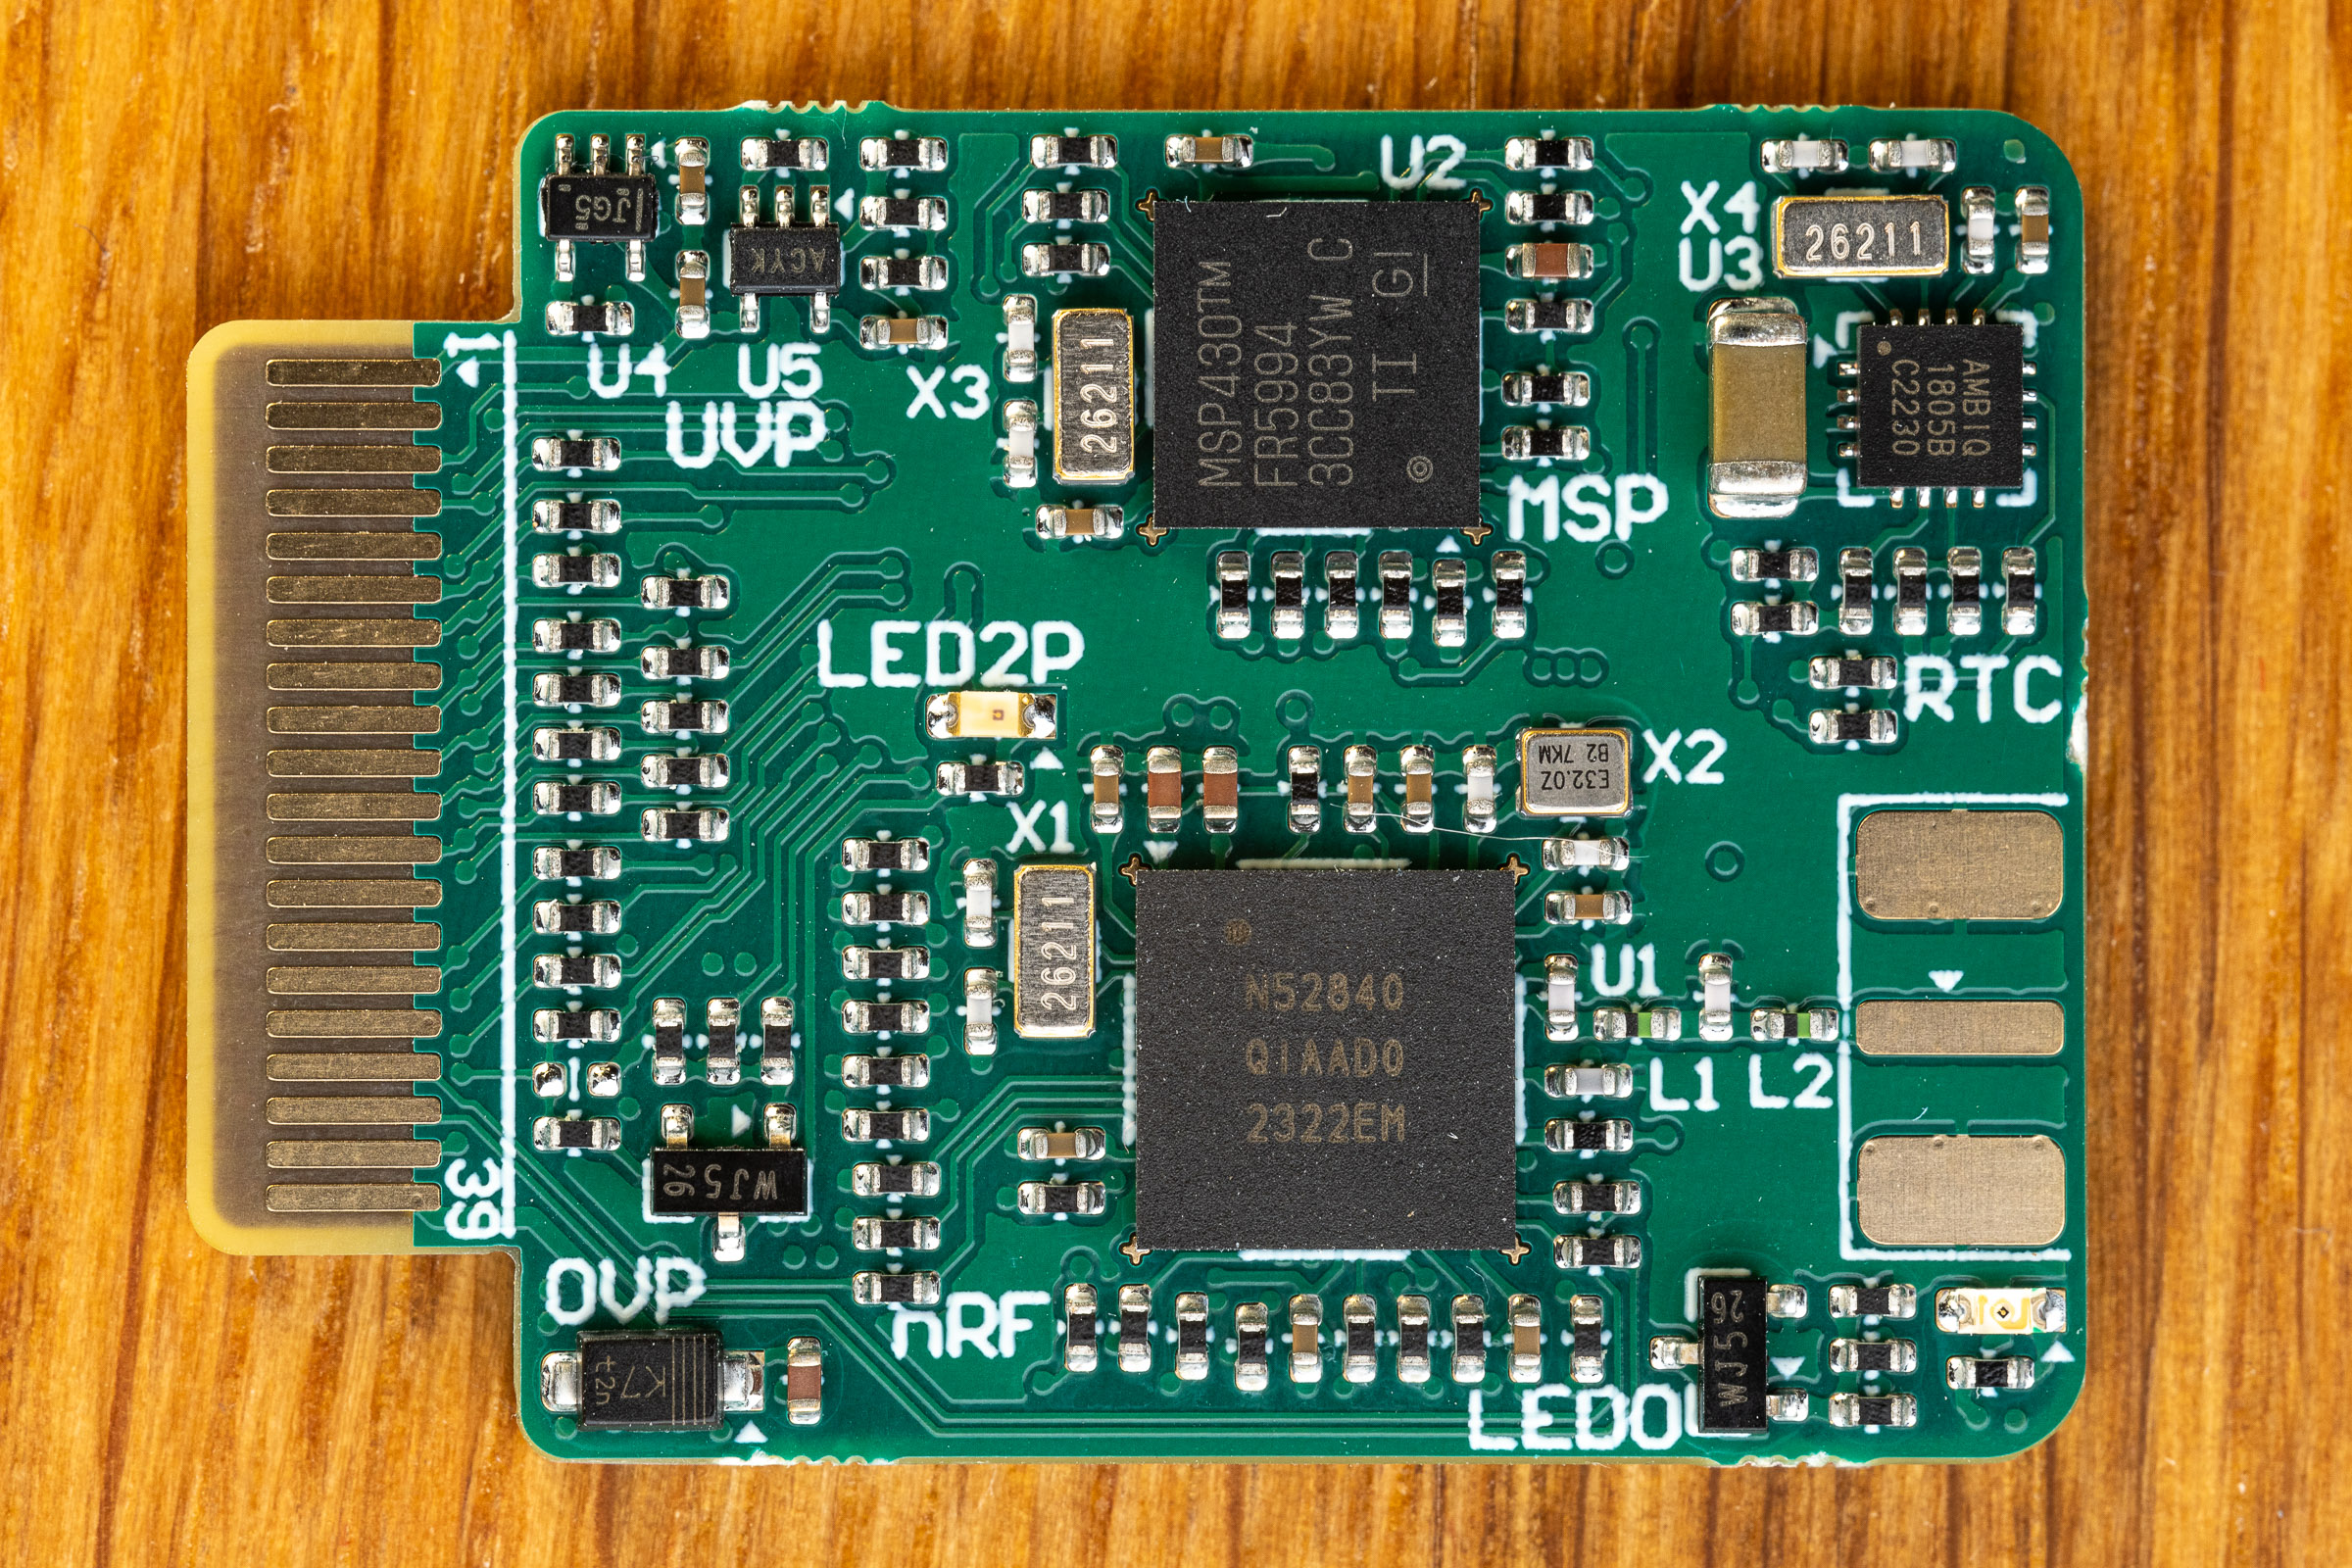 U2
X4
U3
26211
JG5
ACYK
1
U4
U5
UVP
X3
26211
MSP430TM
FR5994
3CC83YW C
TI GI
AMBIQ
1805B
C2230
MSP
RTC
LED2P
X2
E32.0Z
B2 7KM
X1
26211
N52840
QIAAD0
2322EM
U1
L1 L2
39
WJ5
26
OVP
nRF
K7
t2n
LED0
WJ5
26